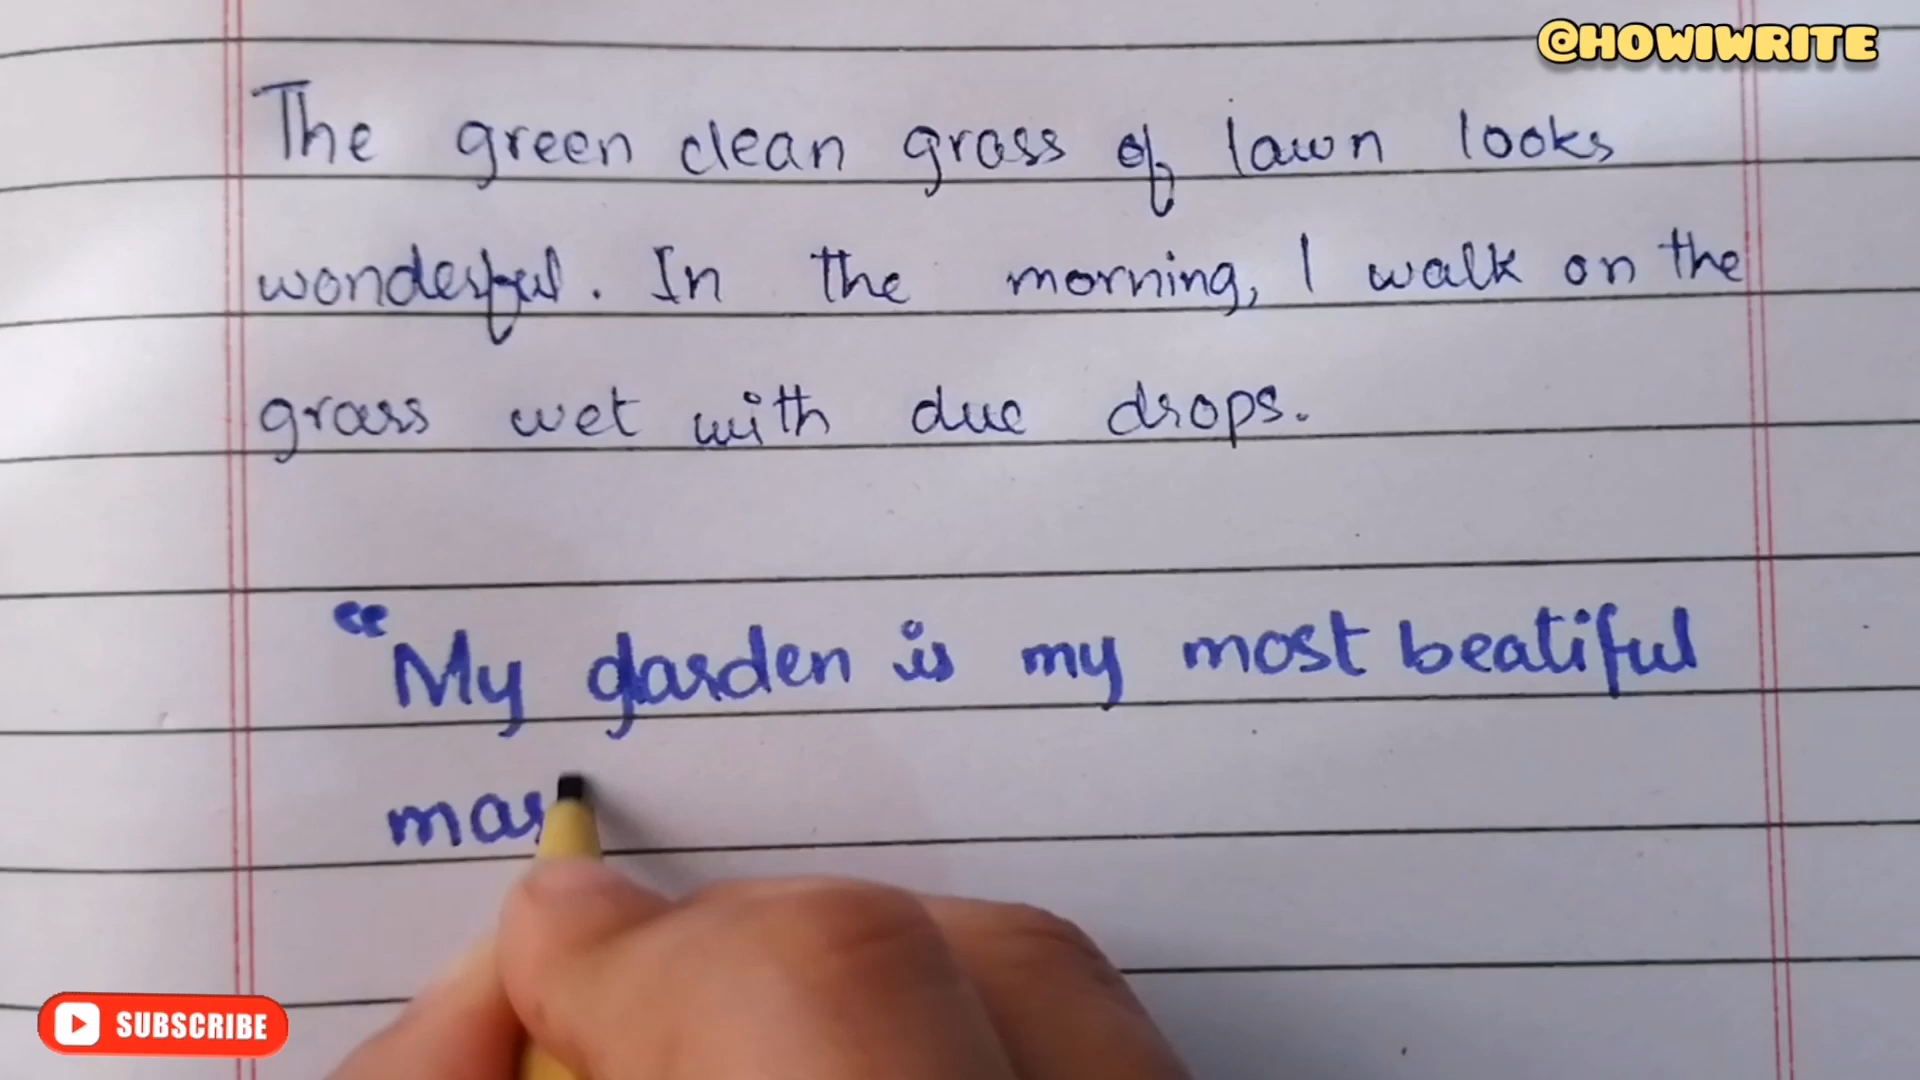 @HOWIWRITE
The green clean grass of lawn looks
wonderful. In the morning, I walk on the
grass wet with due drops.
"My garden is my most beatiful
mas
SUBSCRIBE